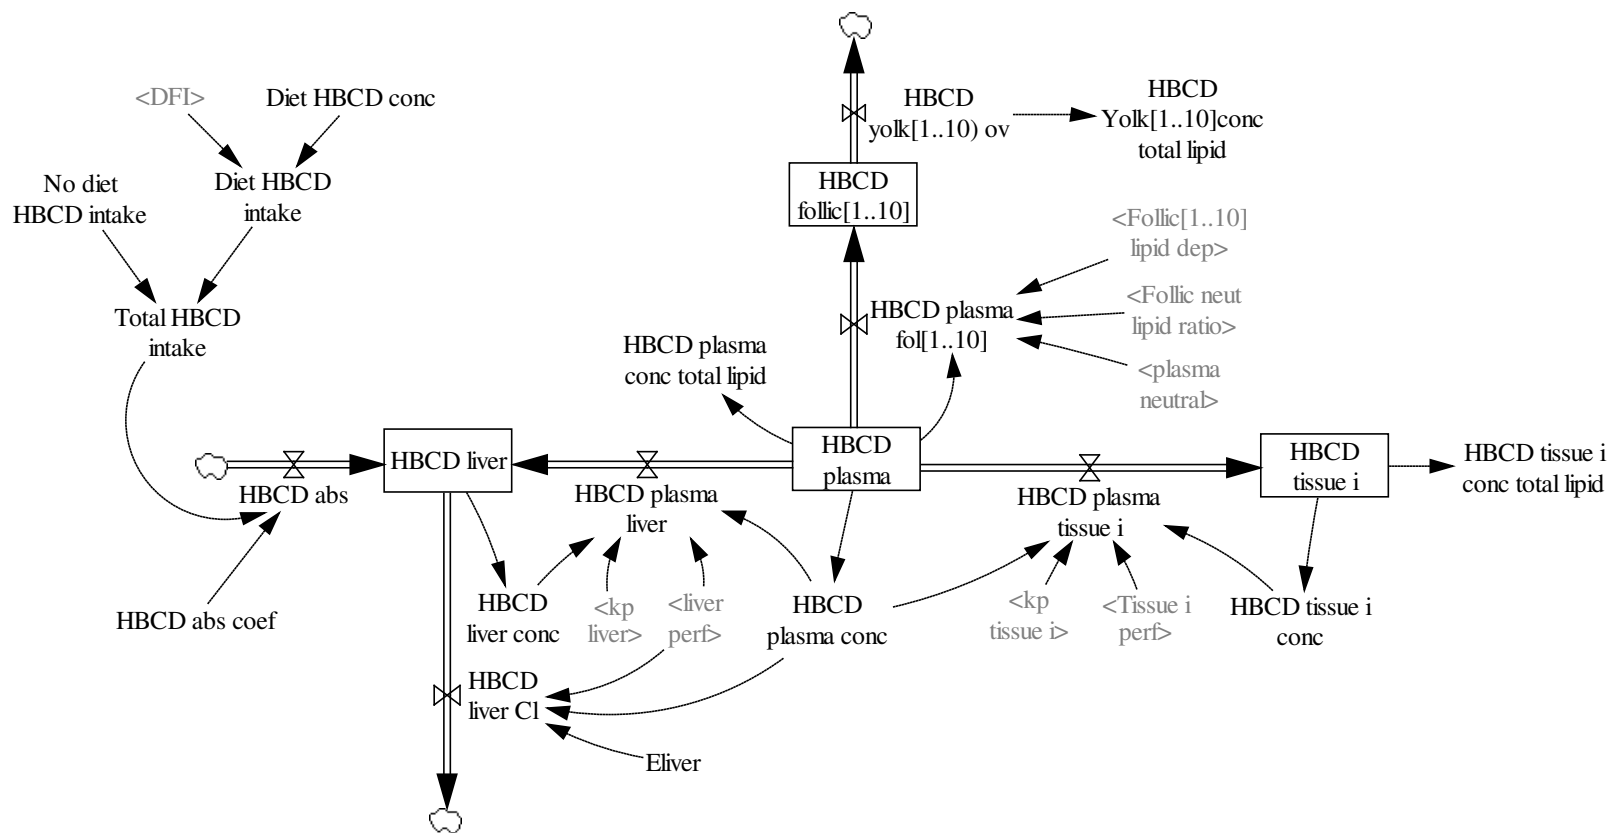 HBCD
yolk[1..10) ov
HBCD
Yolk[1..10]conc
total lipid
<DFI>
Diet HBCD conc
No diet
HBCD intake
Diet HBCD
intake
HBCD
follic[1..10]
<Follic[1..10]
lipid dep>
Total HBCD
intake
HBCD plasma
fol[1..10]
<Follic neut
lipid ratio>
HBCD plasma
conc total lipid
<plasma
neutral>
HBCD liver
HBCD
plasma
HBCD
tissue i
HBCD tissue i
conc total lipid
HBCD abs
HBCD plasma
liver
HBCD plasma
tissue i
HBCD abs coef
HBCD
liver conc
<kp
liver>
<liver
perf>
HBCD
plasma conc
<kp
tissue i>
<Tissue i
perf>
HBCD tissue i
conc
HBCD
liver Cl
Eliver